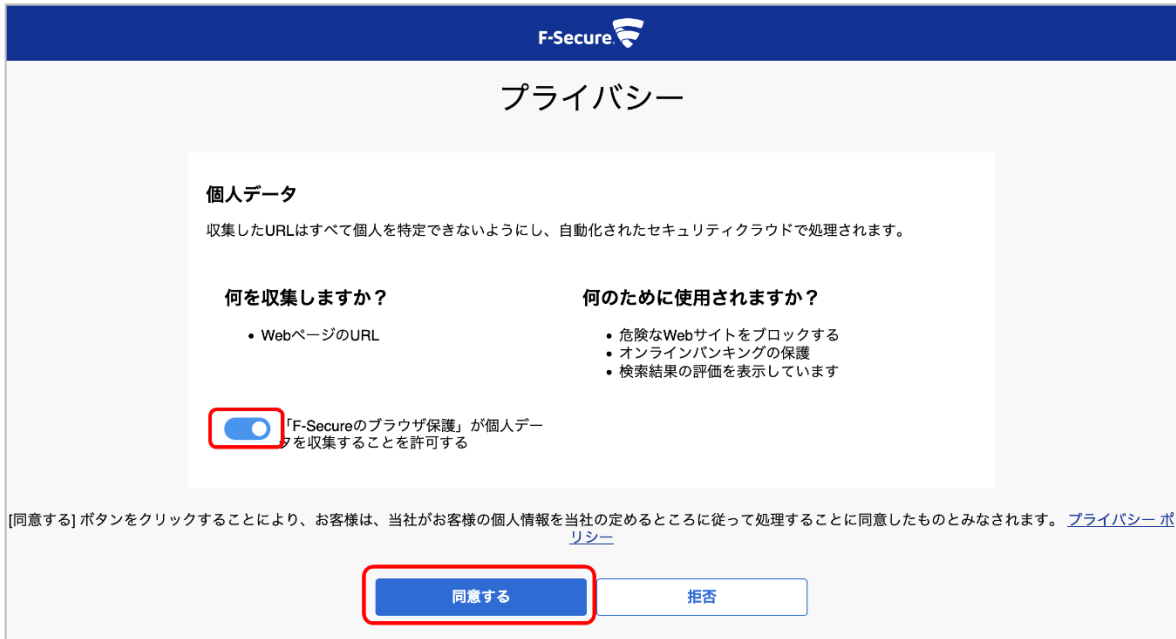 F-Secure.
プライバシー
個人データ
収集したURLはすべて個人を特定できないようにし、自動化されたセキュリティクラウドで処理されます。
何を収集しますか？
• WebページのURL
何のために使用されますか？
• 危険なWebサイトをブロックする
• オンラインバンキングの保護
• 検索結果の評価を表示しています
「F-Secureのブラウザ保護」が個人デー
タを収集することを許可する
[同意する] ボタンをクリックすることにより、お客様は、当社がお客様の個人情報を当社の定めるところに従って処理することに同意したものとみなされます。 プライバシー ポ
リシー
同意する
拒否